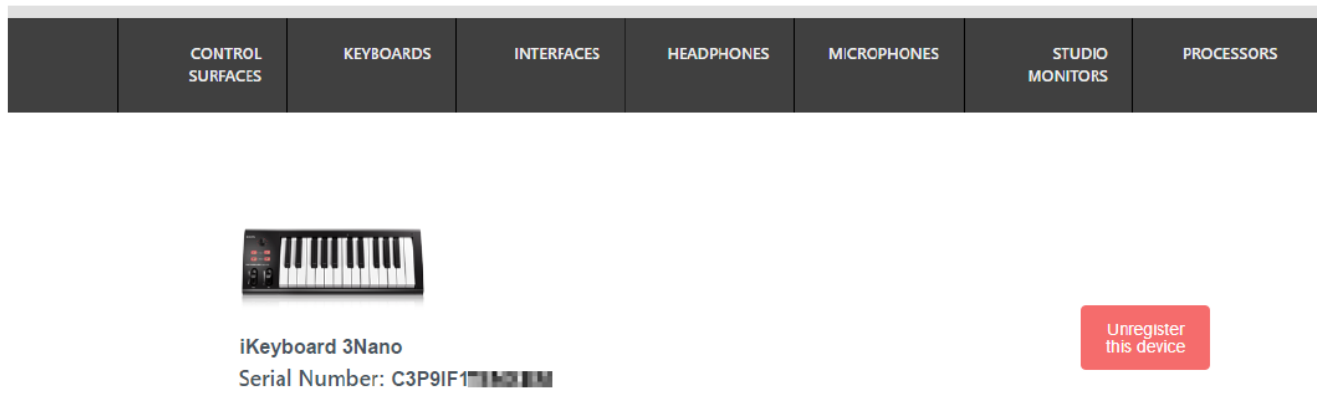 CONTROL
SURFACES
KEYBOARDS
INTERFACES
HEADPHONES
MICROPHONES
STUDIO
MONITORS
PROCESSORS
iKeyboard 3Nano
Unregister
this device
Serial Number: C3P9IF1